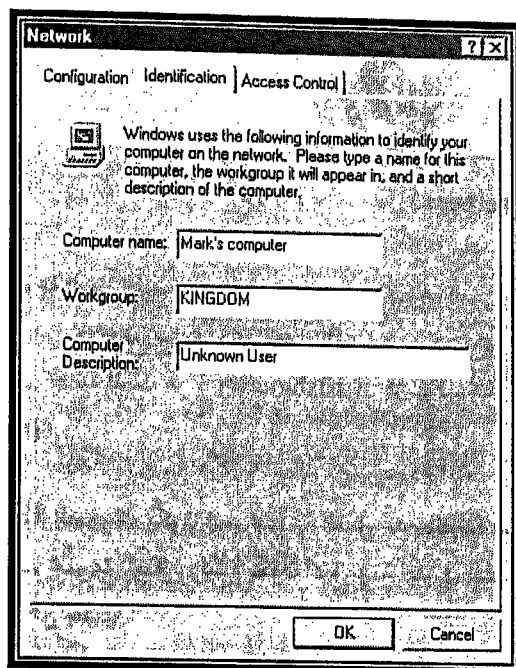 Network
? X
Configuration Identification Access Control
Windows uses the following information to identify your
computer on the network. Please type a name for this
computer, the workgroup it will appear in, and a short
description of the computer.
Computer name: Mark's computer
Workgroup: KINGDOM
Computer
Description: Unknown User
OK Cancel